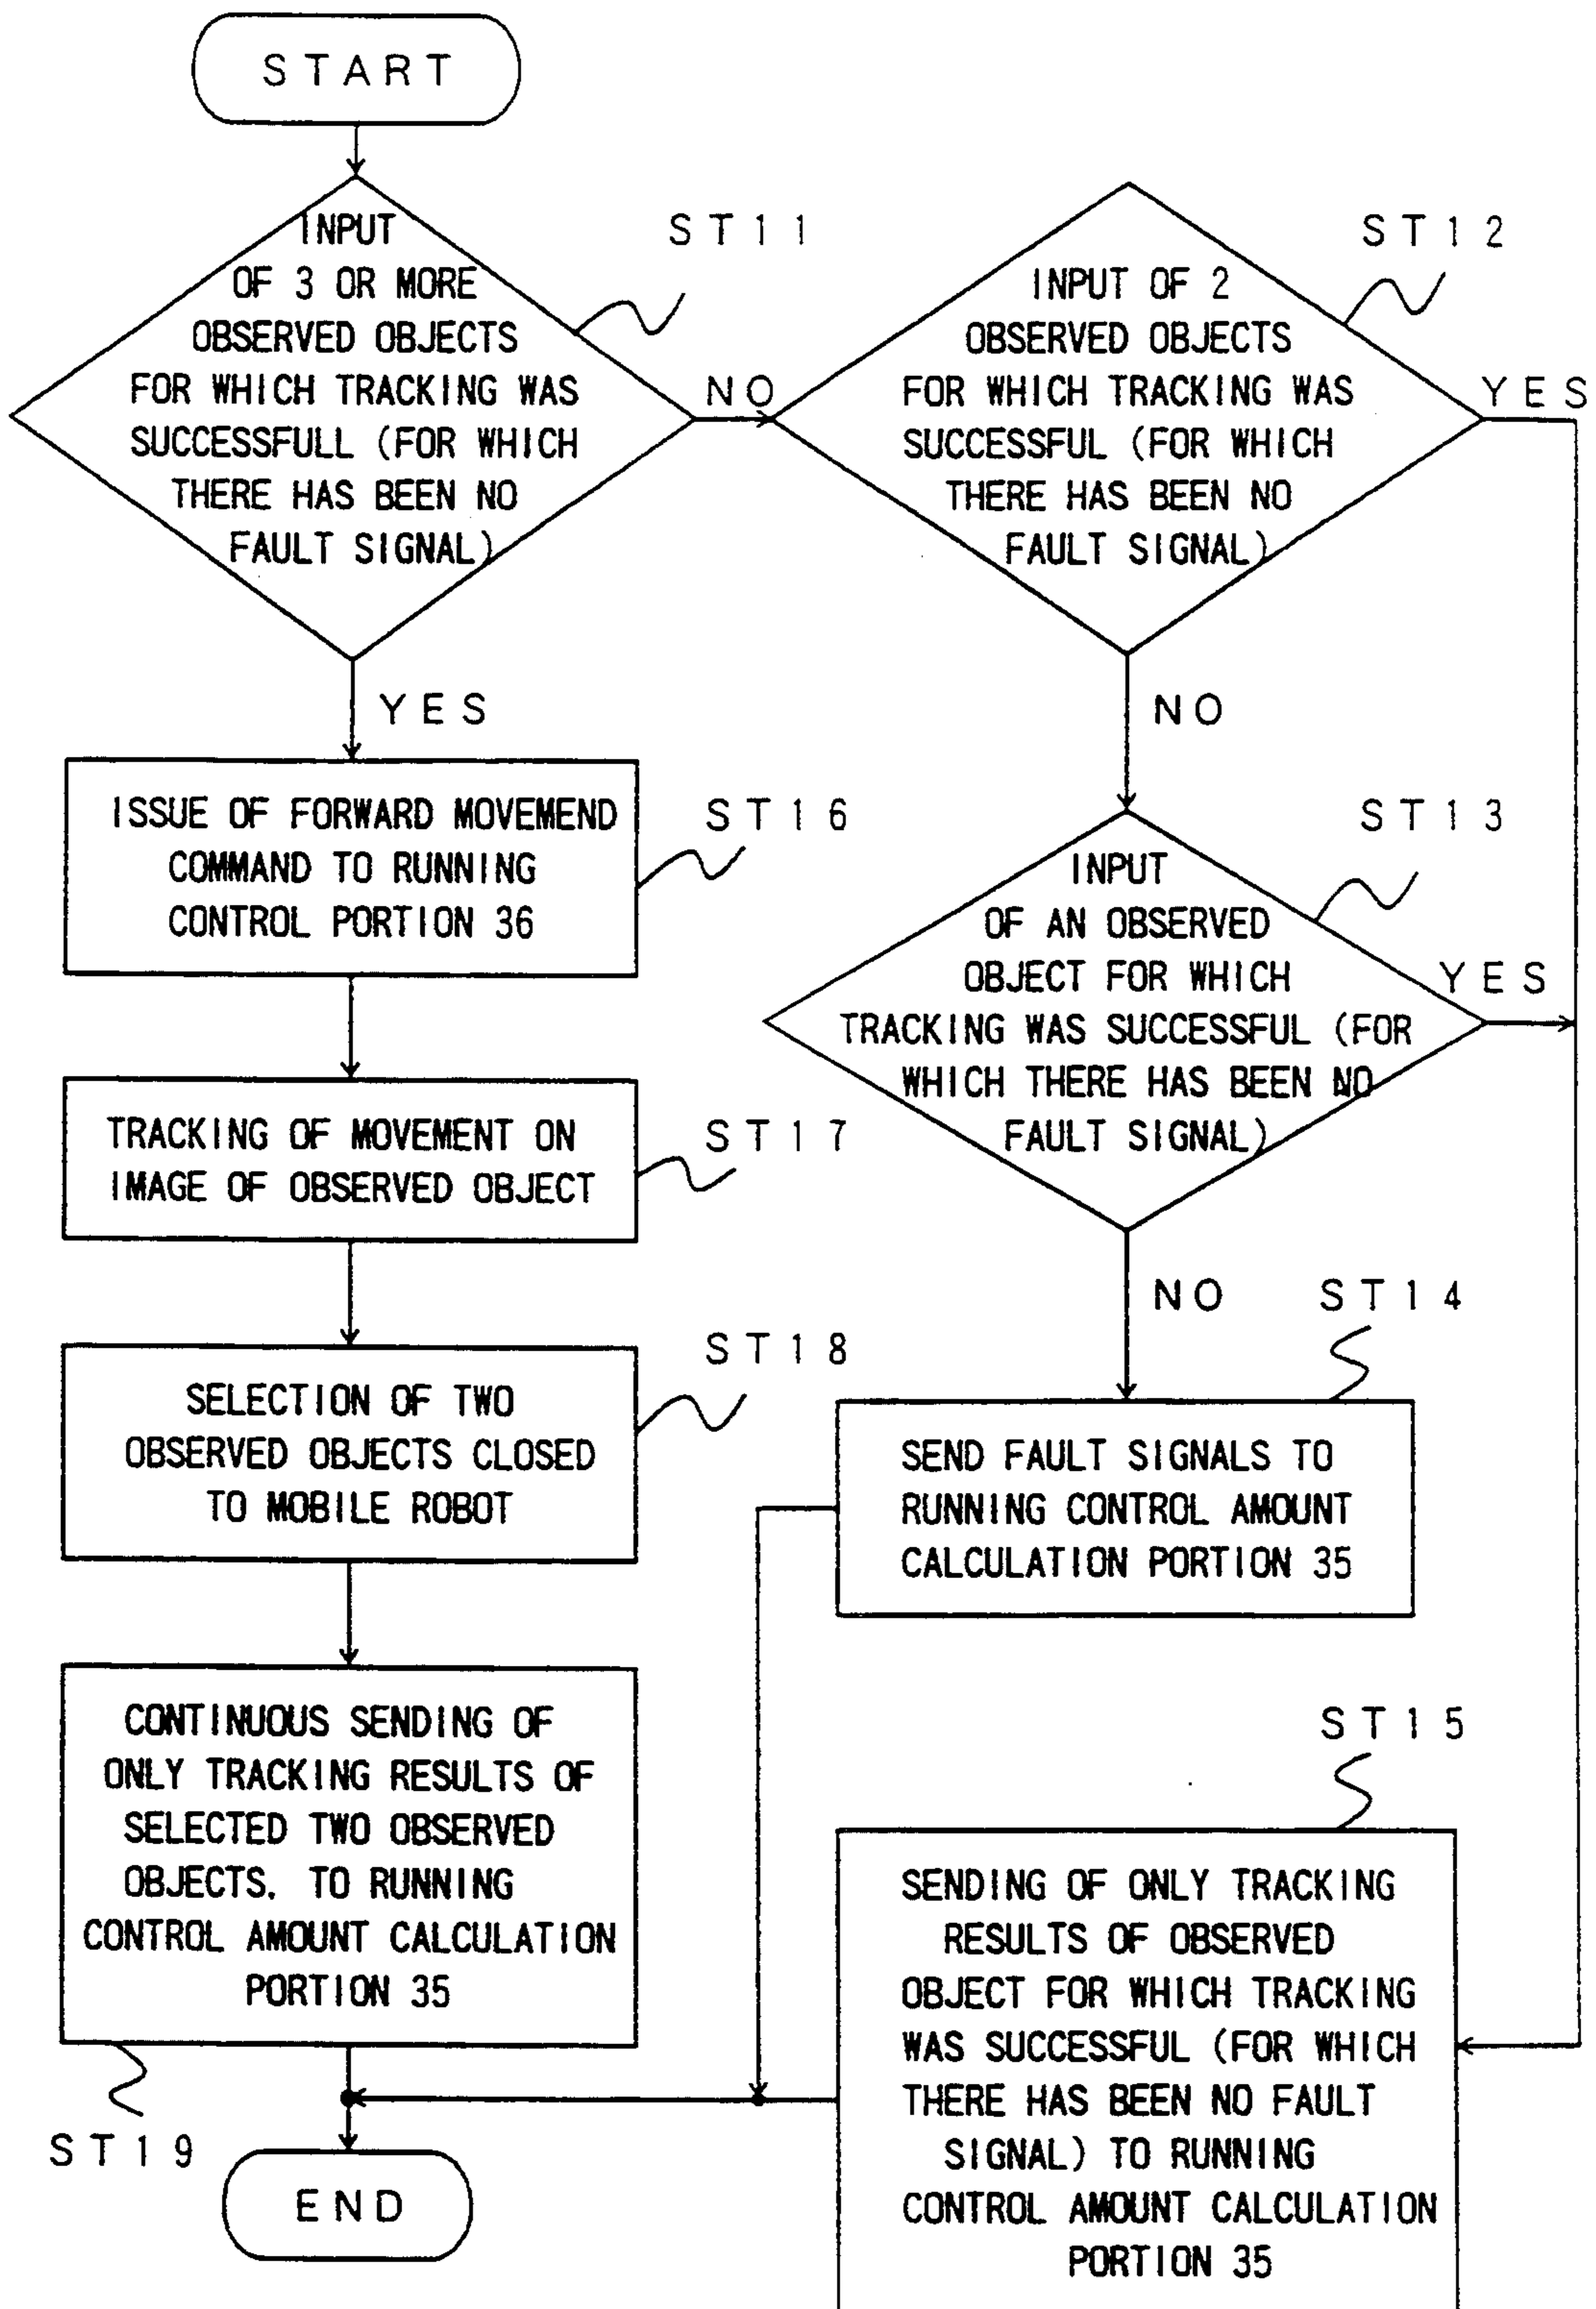 START
INPUT
OF 3 OR MORE
OBSERVED OBJECTS
FOR WHICH TRACKING WAS
SUCCESSFULL (FOR WHICH
THERE HAS BEEN NO
FAULT SIGNAL)
ST11
NO
YES
INPUT OF 2
OBSERVED OBJECTS
FOR WHICH TRACKING WAS
SUCCESSFUL (FOR WHICH
THERE HAS BEEN NO
FAULT SIGNAL)
ST12
YES
NO
INPUT
OF AN OBSERVED
OBJECT FOR WHICH
TRACKING WAS SUCCESSFUL (FOR
WHICH THERE HAS BEEN NO
FAULT SIGNAL)
ST13
YES
NO
ST14
SEND FAULT SIGNALS TO
RUNNING CONTROL AMOUNT
CALCULATION PORTION 35
ST15
SENDING OF ONLY TRACKING
RESULTS OF OBSERVED
OBJECT FOR WHICH TRACKING
WAS SUCCESSFUL (FOR WHICH
THERE HAS BEEN NO FAULT
SIGNAL) TO RUNNING
CONTROL AMOUNT CALCULATION
PORTION 35
ISSUE OF FORWARD MOVEMEND
COMMAND TO RUNNING
CONTROL PORTION 36
ST16
TRACKING OF MOVEMENT ON
IMAGE OF OBSERVED OBJECT
ST17
SELECTION OF TWO
OBSERVED OBJECTS CLOSED
TO MOBILE ROBOT
ST18
CONTINUOUS SENDING OF
ONLY TRACKING RESULTS OF
SELECTED TWO OBSERVED
OBJECTS. TO RUNNING
CONTROL AMOUNT CALCULATION
PORTION 35
ST19
END